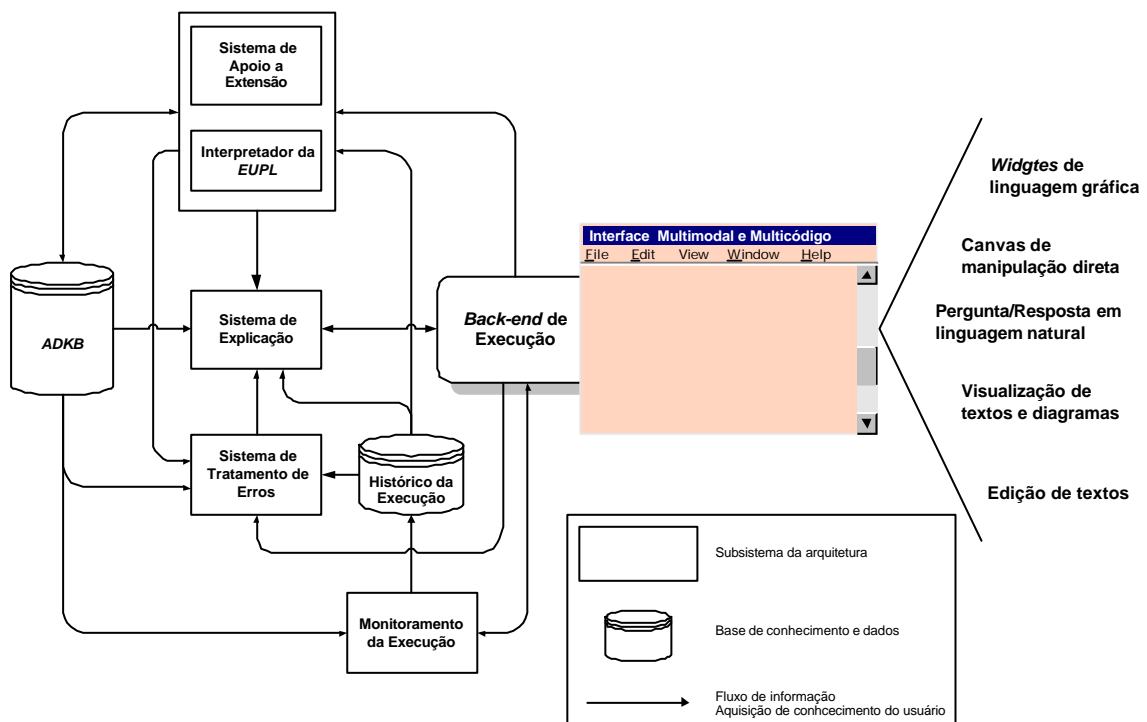 Sistema de
Apoio a
Extensão
Interpretador da
EUPL
ADKB
Sistema de
Explicação
Back-end de
Execução
Sistema de
Tratamento de
Erros
Histórico da
Execução
Monitoramento
da Execução
Interface Multimodal e Multicódigo
File Edit View Window Help
Widgtes de
linguagem gráfica
Canvas de
manipulação direta
Pergunta/Resposta em
linguagem natural
Visualização de
textos e diagramas
Edição de textos
Subsistema da arquitetura
Base de conhecimento e dados
Fluxo de informação
Aquisição de conhcecimento do usuário